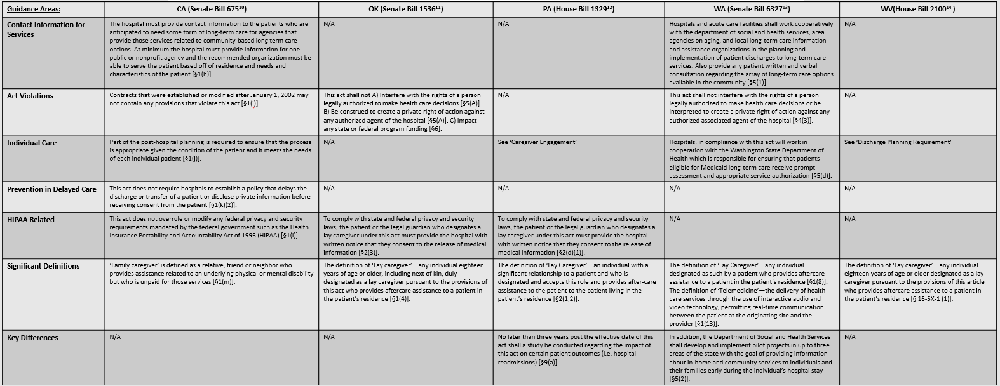 Guidance Areas:
CA (Senate Bill 675¹⁰)
OK (Senate Bill 1536¹¹)
PA (House Bill 1329¹²)
WA (Senate Bill 6327¹³)
WV(House Bill 2100¹⁴ )
Contact Information for
Services
The hospital must provide contact information to the patients who are
anticipated to need some form of long-term care for agencies that
provide those services related to community-based long term care
options. At minimum the hospital must provide information for one
public or nonprofit agency and the recommended organization must be
able to serve the patient based off of residence and needs and
characteristics of the patient [§1(h)].
N/A
N/A
Hospitals and acute care facilities shall work cooperatively
with the department of social and health services, area
agencies on aging, and local long-term care information
and assistance organizations in the planning and
implementation of patient discharges to long-term care
services. Also provide any patient written and verbal
consultation regarding the array of long-term care options
available in the community [§5(1)].
N/A
Act Violations
Contracts that were established or modified after January 1, 2002 may
not contain any provisions that violate this act [§1(i)].
This act shall not A) Interfere with the rights of a person
legally authorized to make health care decisions [§5(A)].
B) Be construed to create a private right of action against
any authorized agent of the hospital [§5(A)]. C) Impact
any state or federal program funding [§6].
N/A
This act shall not interfere with the rights of a person
legally authorized to make health care decisions or be
interpreted to create a private right of action against any
authorized associated agent of the hospital [§4(3)].
N/A
Individual Care
Part of the post-hospital planning is required to ensure that the process
is appropriate given the condition of the patient and it meets the needs
of each individual patient [§1(j)].
N/A
See ‘Caregiver Engagement’
Hospitals, in compliance with this act will work in
cooperation with the Washington State Department of
Health which is responsible for ensuring that patients
eligible for Medicaid long-term care receive prompt
assessment and appropriate service authorization [§5(d)].
See ‘Discharge Planning Requirement’
Prevention in Delayed Care
This act does not require hospitals to establish a policy that delays the
discharge or transfer of a patient or disclose private information before
receiving consent from the patient [§1(k)(2)].
N/A
N/A
N/A
N/A
HIPAA Related
This act does not overrule or modify any federal privacy and security
requirements mandated by the federal government such as the Health
Insurance Portability and Accountability Act of 1996 (HIPAA) [§1(l)].
To comply with state and federal privacy and security
laws, the patient or the legal guardian who designates a
lay caregiver under this act must provide the hospital with
written notice that they consent to the release of medical
information [§2(3)].
To comply with state and federal privacy and security
laws, the patient or the legal guardian who designates a
lay caregiver under this act must provide the hospital
with written notice that they consent to the release of
medical information [§2(d)(1)].
N/A
N/A
Significant Definitions
‘Family caregiver’ is defined as a relative, friend or neighbor who
provides assistance related to an underlying physical or mental disability
but who is unpaid for those services [§1(m)].
The definition of ‘Lay caregiver’—any individual eighteen
years of age or older, including next of kin, duly
designated as a lay caregiver pursuant to the provisions of
this act who provides aftercare assistance to a patient in
the patient’s residence [§1(4)].
The definition of ‘Lay Caregiver’—an individual with a
significant relationship to a patient and who is
designated and accepts this role and provides after-care
assistance to the patient to the patient living in the
patient’s residence [§2(1,2)].
The definition of ‘Lay Caregiver’—any individual
designated as such by a patient who provides aftercare
assistance to a patient in the patient’s residence [§1(8)].
The definition of ‘Telemedicine’—the delivery of health
care services through the use of interactive audio and
video technology, permitting real-time communication
between the patient at the originating site and the
provider [§1(13)].
The definition of ‘Lay caregiver’—any individual
eighteen years of age or older designated as a lay
caregiver pursuant to the provisions of this article
who provides aftercare assistance to a patient in
the patient’s residence [§ 16-5X-1 (1)].
Key Differences
N/A
N/A
No later than three years post the effective date of this
act shall a study be conducted regarding the impact of
this act on certain patient outcomes (i.e. hospital
readmissions) [§9(a)].
In addition, the Department of Social and Health Services
shall develop and implement pilot projects in up to three
areas of the state with the goal of providing information
about in-home and community services to individuals and
their families early during the individual’s hospital stay
[§5(2)].
N/A